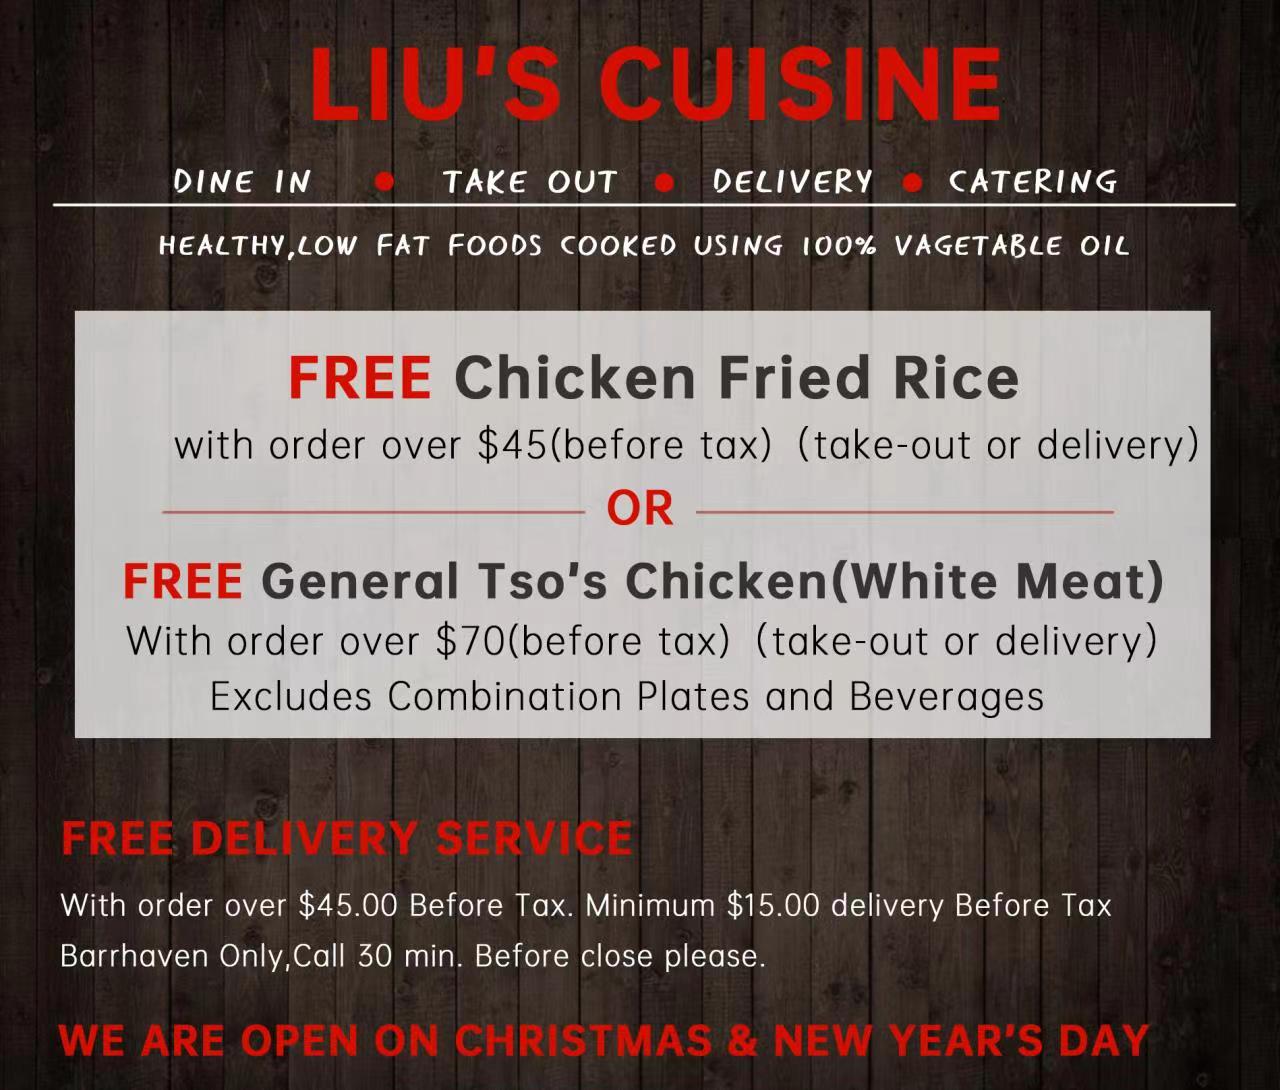 LIU'S CUISINE
DINE IN ● TAKE OUT ● DELIVERY ● CATERING
HEALTHY,LOW FAT FOODS COOKED USING 100% VAGETABLE OIL
FREE Chicken Fried Rice
with order over $45(before tax) (take-out or delivery)
OR
FREE General Tso's Chicken(White Meat)
With order over $70(before tax) (take-out or delivery)
Excludes Combination Plates and Beverages
FREE DELIVERY SERVICE
With order over $45.00 Before Tax. Minimum $15.00 delivery Before Tax
Barrhaven Only,Call 30 min. Before close please.
WE ARE OPEN ON CHRISTMAS & NEW YEAR'S DAY